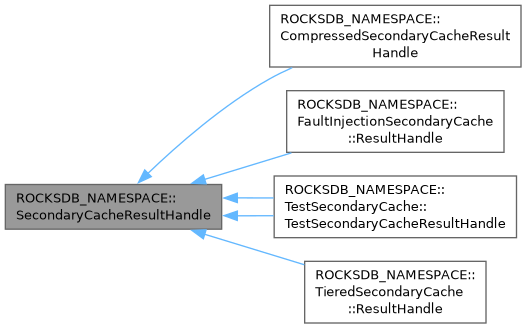 ROCKSDB_NAMESPACE::
CompressedSecondaryCacheResult
Handle
ROCKSDB_NAMESPACE::
FaultInjectionSecondaryCache
::ResultHandle
ROCKSDB_NAMESPACE::
SecondaryCacheResultHandle
ROCKSDB_NAMESPACE::
TestSecondaryCache::
TestSecondaryCacheResultHandle
ROCKSDB_NAMESPACE::
TieredSecondaryCache
::ResultHandle